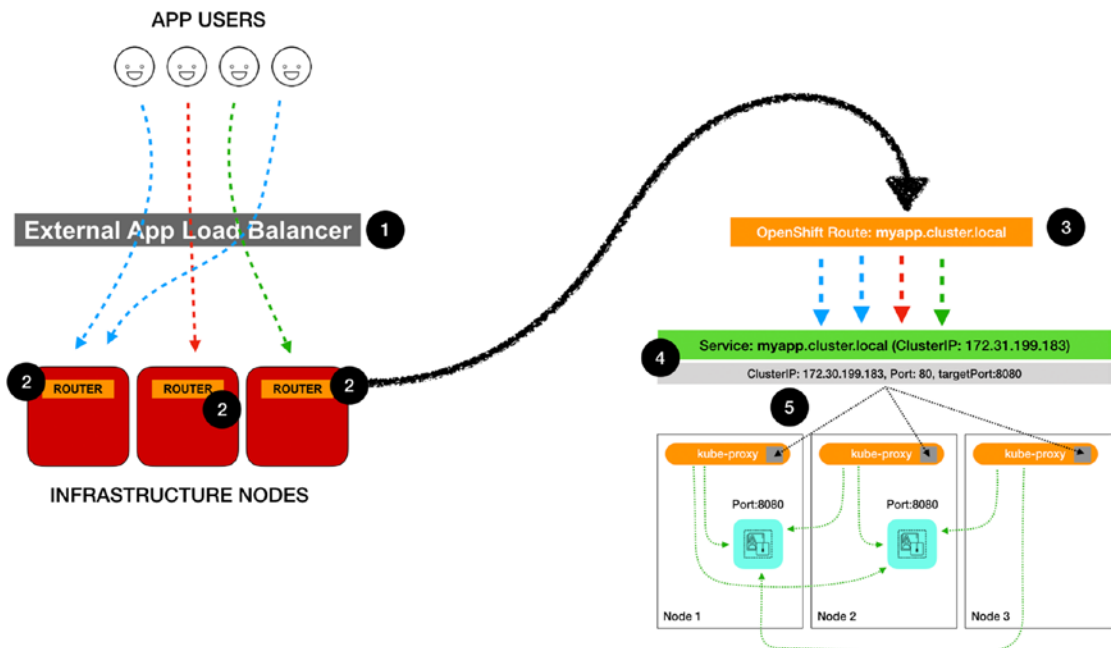 APP USERS
External App Load Balancer
1
2
ROUTER
ROUTER
2
ROUTER
2
INFRASTRUCTURE NODES
OpenShift Route: myapp.cluster.local
3
4
Service: myapp.cluster.local (ClusterIP: 172.31.199.183)
ClusterIP: 172.30.199.183, Port: 80, targetPort:8080
5
kube-proxy
kube-proxy
kube-proxy
Port:8080
Port:8080
Node 1
Node 2
Node 3